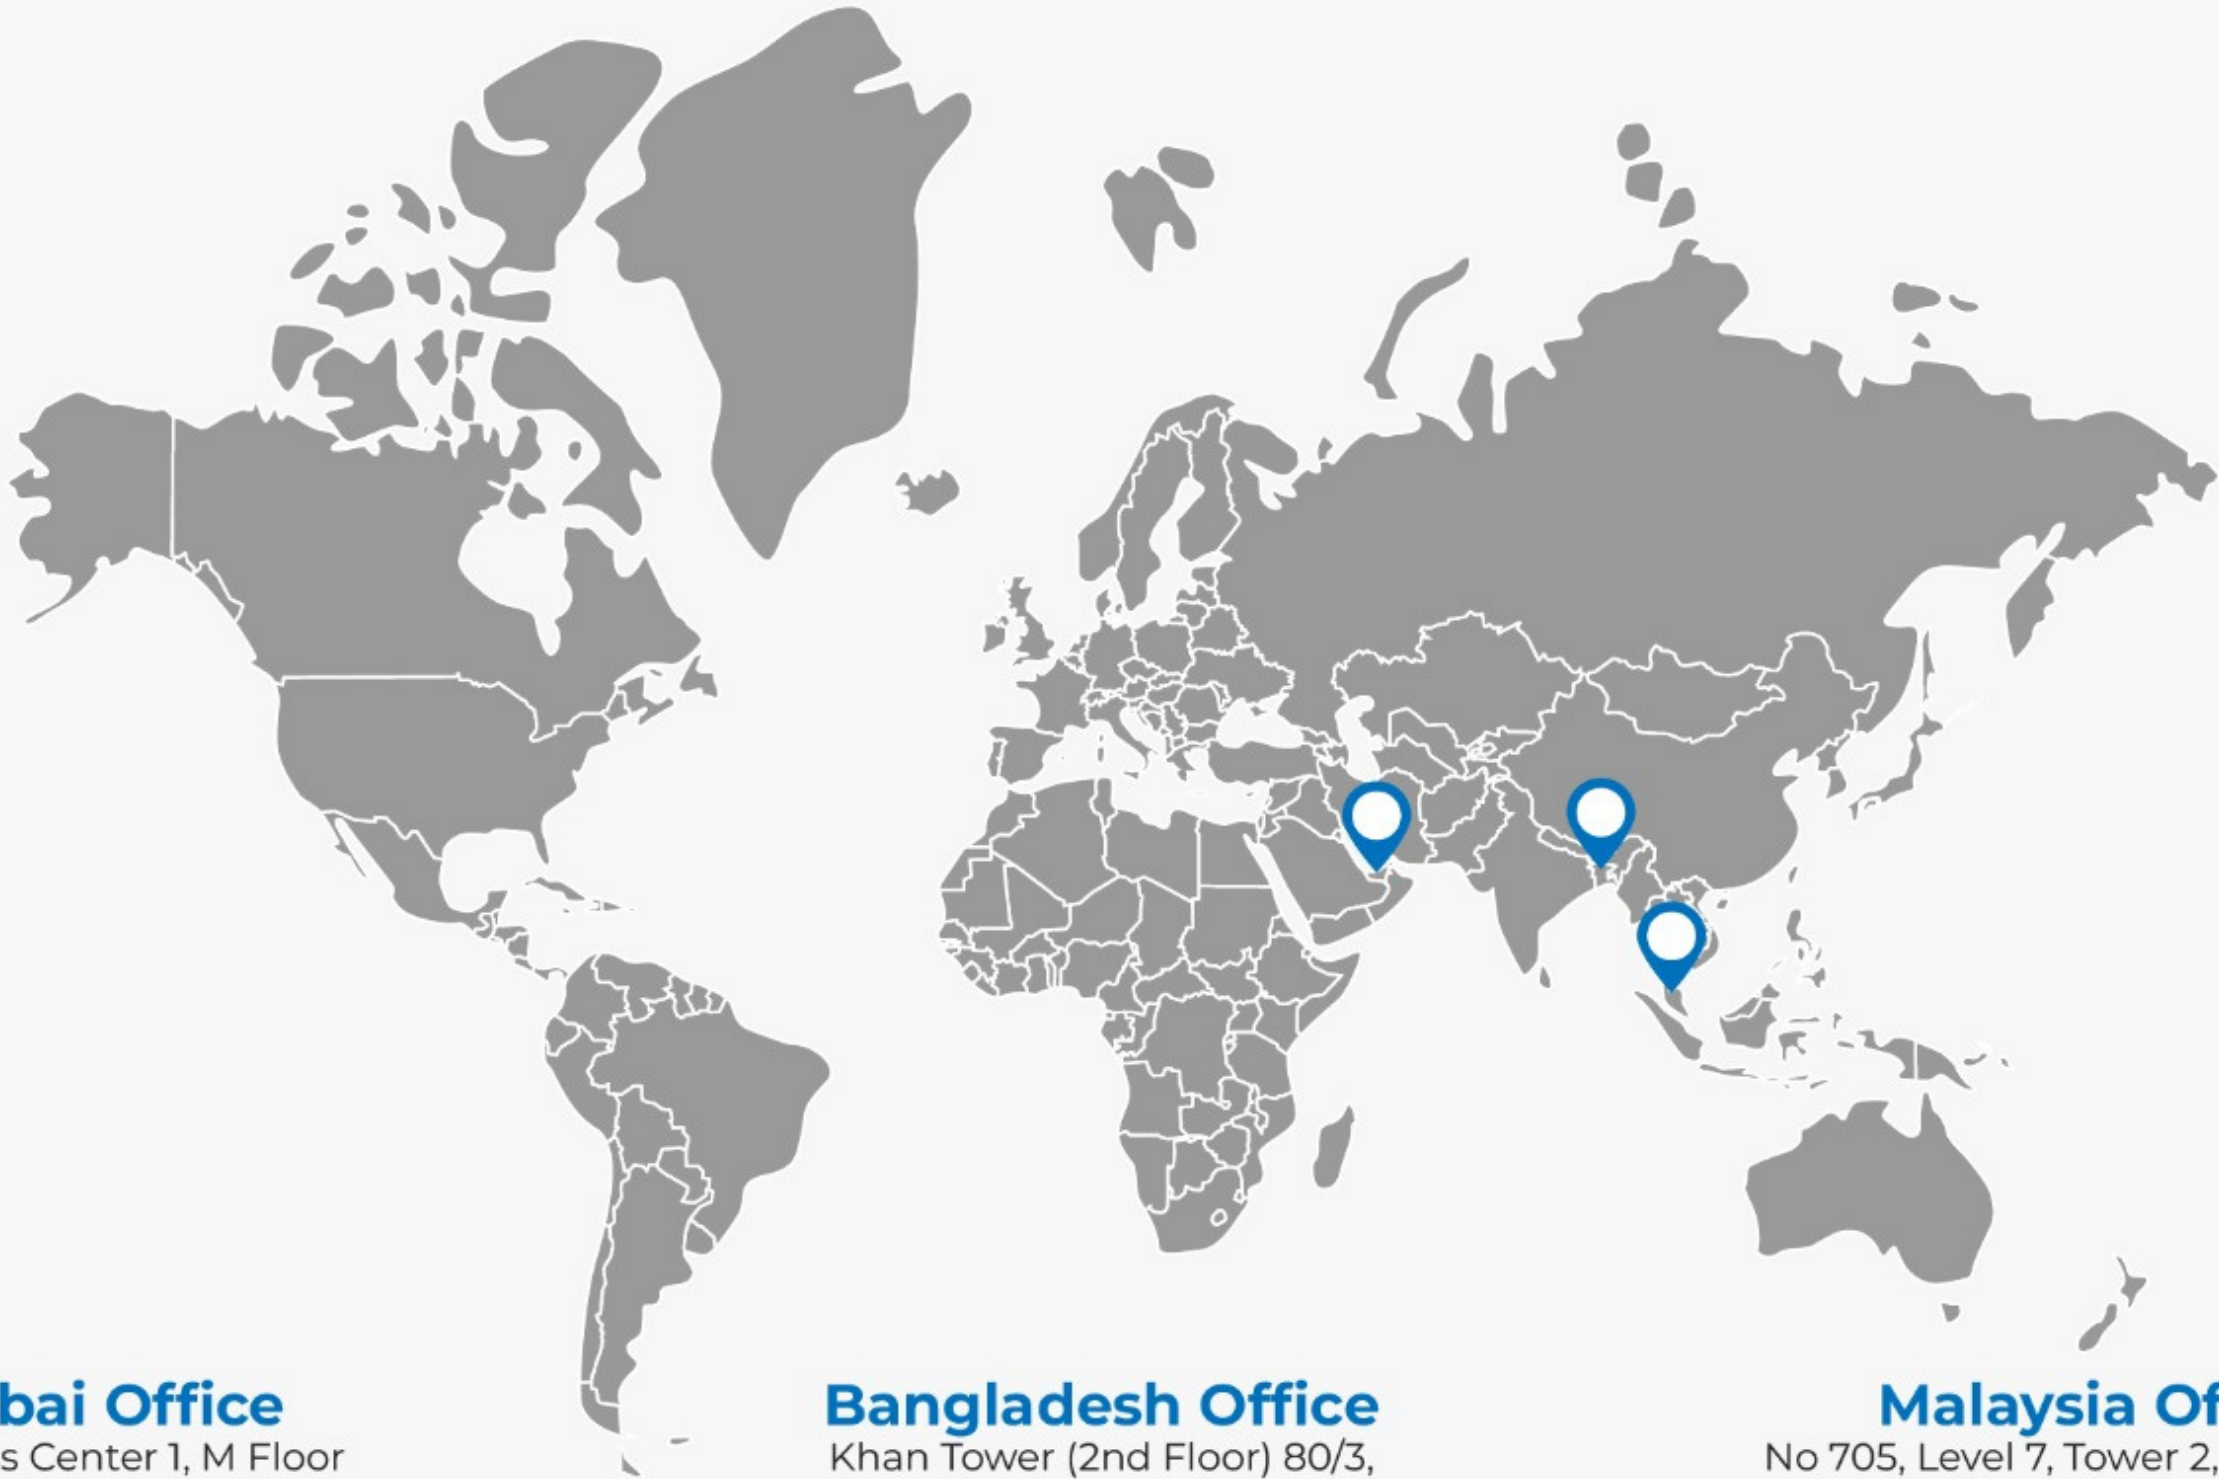 bai Office
s Center 1, M Floor
Bangladesh Office
Khan Tower (2nd Floor) 80/3,
Malaysia Of
No 705, Level 7, Tower 2,